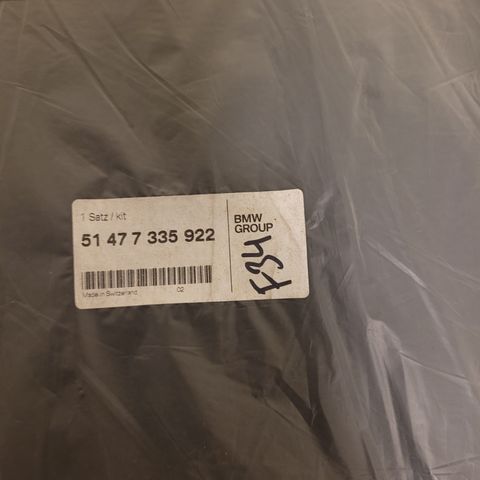 1 Satz / kit
51 47 7 335 922
Made in Switzerland
02
BMW
GROUP
F34